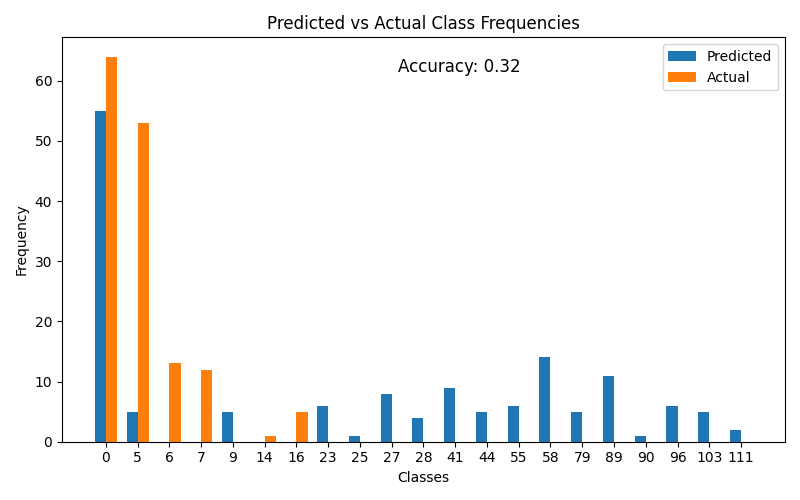 Predicted vs Actual Class Frequencies
Accuracy: 0.32
Predicted
Actual
Frequency
60
50
40
30
20
10
0
0 5 6 7 9 14 16 23 25 27 28 41 44 55 58 79 89 90 96 103 111
Classes